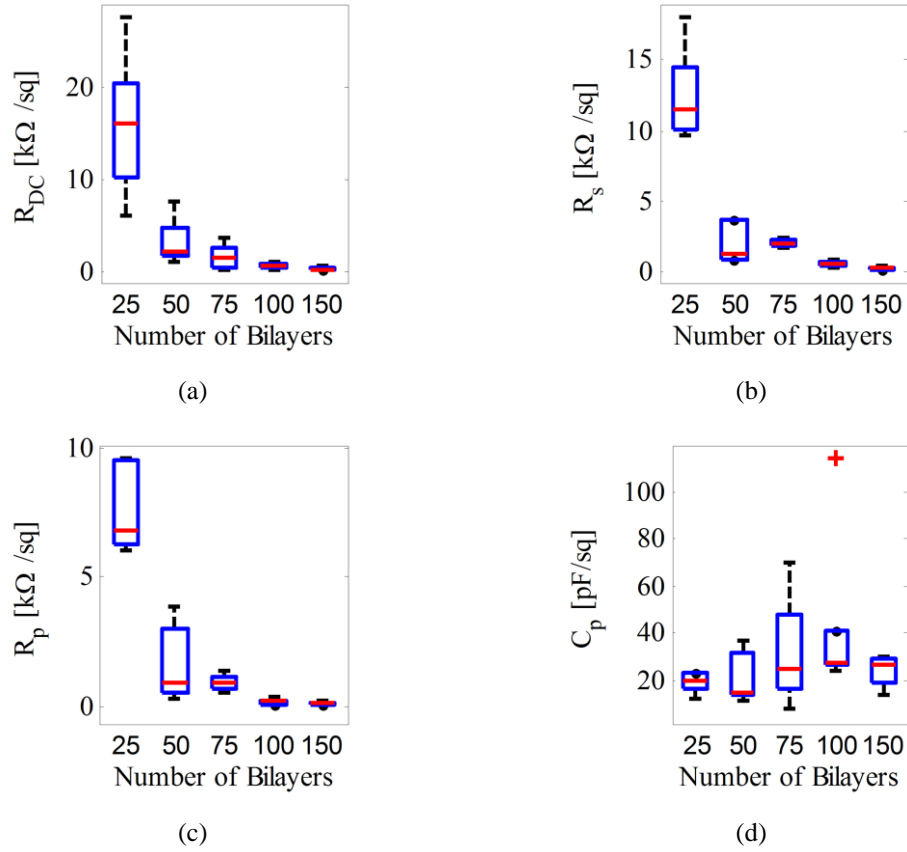 R_DC [kΩ /sq]
20
10
0
25 50 75 100 150
Number of Bilayers
(a)
R_s [kΩ /sq]
15
10
5
0
25 50 75 100 150
Number of Bilayers
(b)
R_p [kΩ /sq]
10
5
0
25 50 75 100 150
Number of Bilayers
(c)
C_p [pF/sq]
100
80
60
40
20
25 50 75 100 150
Number of Bilayers
(d)